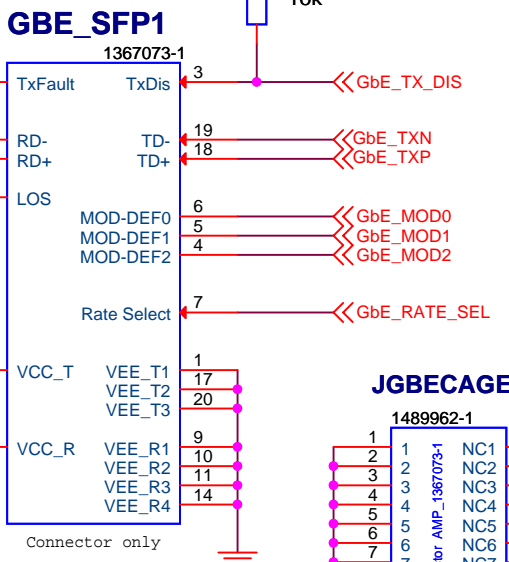 10K
GBE_SFP1
1367073-1
TxFault TxDis 3 GbE_TX_DIS
RD- TD- 19 GbE_TXN
RD+ TD+ 18 GbE_TXP
LOS
MOD-DEF0 6 GbE_MOD0
MOD-DEF1 5 GbE_MOD1
MOD-DEF2 4 GbE_MOD2
Rate Select 7 GbE_RATE_SEL
VCC_T VEE_T1 1
VEE_T2 17
VEE_T3 20
VCC_R VEE_R1 9
VEE_R2 10
VEE_R3 11
VEE_R4 14
Connector only
JGBECAGE
1489962-1
1 1 NC1
2 2 NC2
3 3 NC3
4 4 NC4
5 5 NC5
6 6 NC6
7 7 NC7
AMP_1367073-1